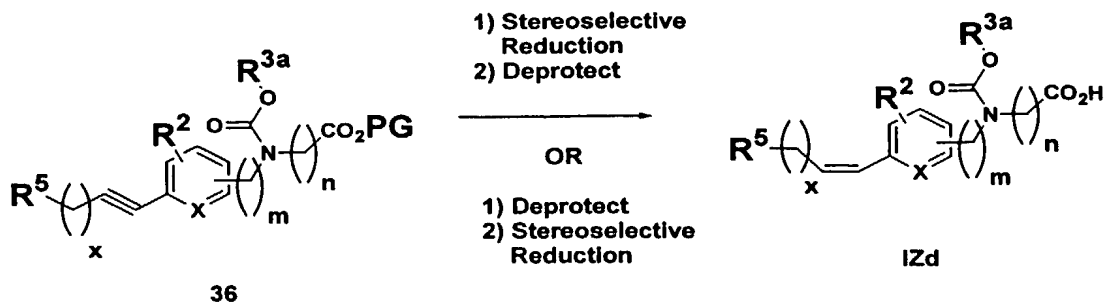 R5
( )x
X
R2
O
O
R3a
N
( )m
( )n
CO2PG
36
1) Stereoselective
Reduction
2) Deprotect
OR
1) Deprotect
2) Stereoselective
Reduction
R5
( )x
X
R2
O
O
R3a
N
( )m
( )n
CO2H
IZd